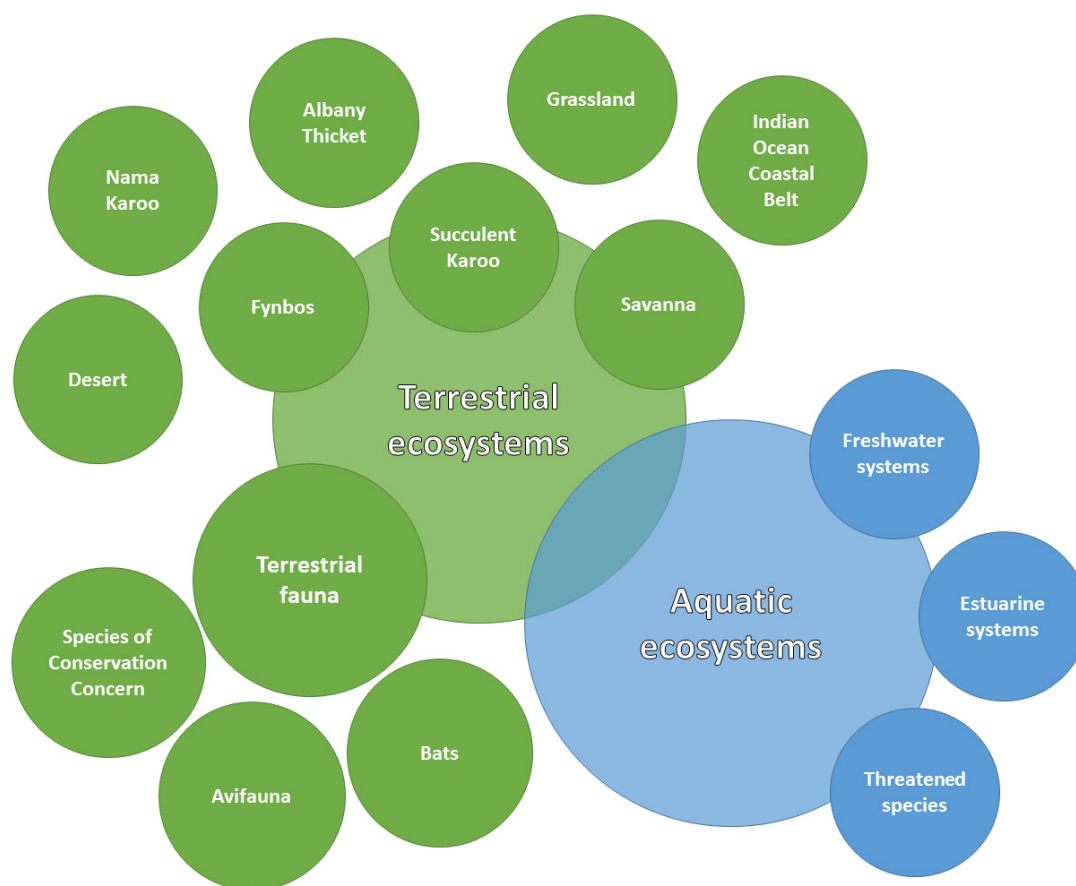 Grassland
Albany
Thicket
Indian
Ocean
Coastal
Belt
Nama
Karoo
Succulent
Karoo
Fynbos
Savanna
Desert
Terrestrial
ecosystems
Freshwater
systems
Terrestrial
fauna
Aquatic
ecosystems
Estuarine
systems
Species of
Conservation
Concern
Bats
Avifauna
Threatened
species